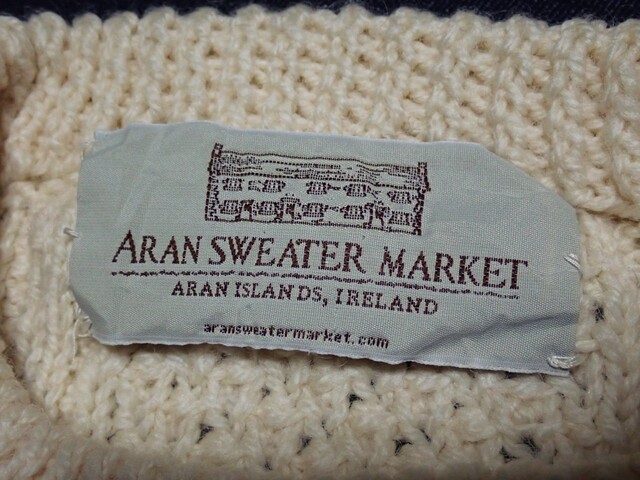 ARAN SWEATER MARKET
ARAN ISLANDS, IRELAND
aransweatermarket.com